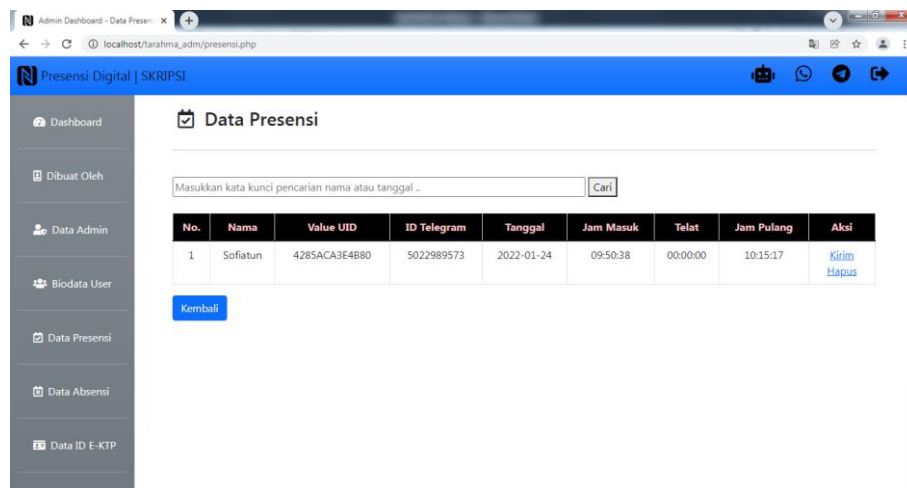 Admin Dashboard - Data Presen
localhost/tarahma_adm/presensi.php
Presensi Digital | SKRIPSI
Dashboard
Dibuat Oleh
Data Admin
Biodata User
Data Presensi
Data Absensi
Data ID E-KTP
Data Presensi
Masukkan kata kunci pencarian nama atau tanggal .. Cari
No. Nama Value UID ID Telegram Tanggal Jam Masuk Telat Jam Pulang Aksi
1 Sofiatun 4285ACA3E4B80 5022989573 2022-01-24 09:50:38 00:00:00 10:15:17 Kirim
Hapus
Kembali